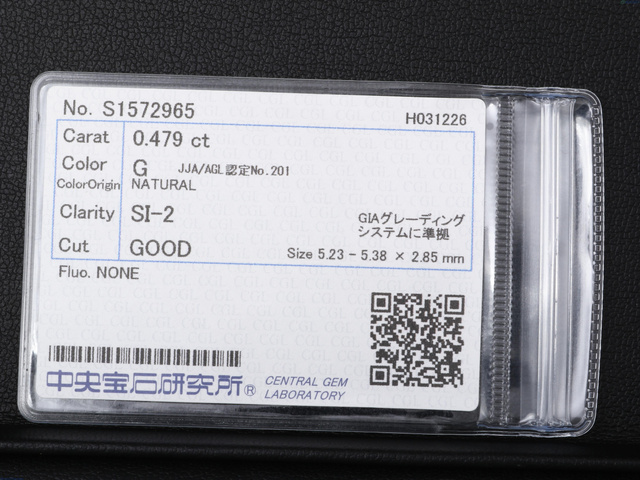 No. S1572965
H031226
Carat 0.479 ct
Color G JJA/AGL認定No.201
ColorOrigin NATURAL
Clarity SI-2
GIAグレーディング
システムに準拠
Cut GOOD
Size 5.23 - 5.38 × 2.85 mm
Fluo. NONE
中央宝石研究所® CENTRAL GEM
LABORATORY